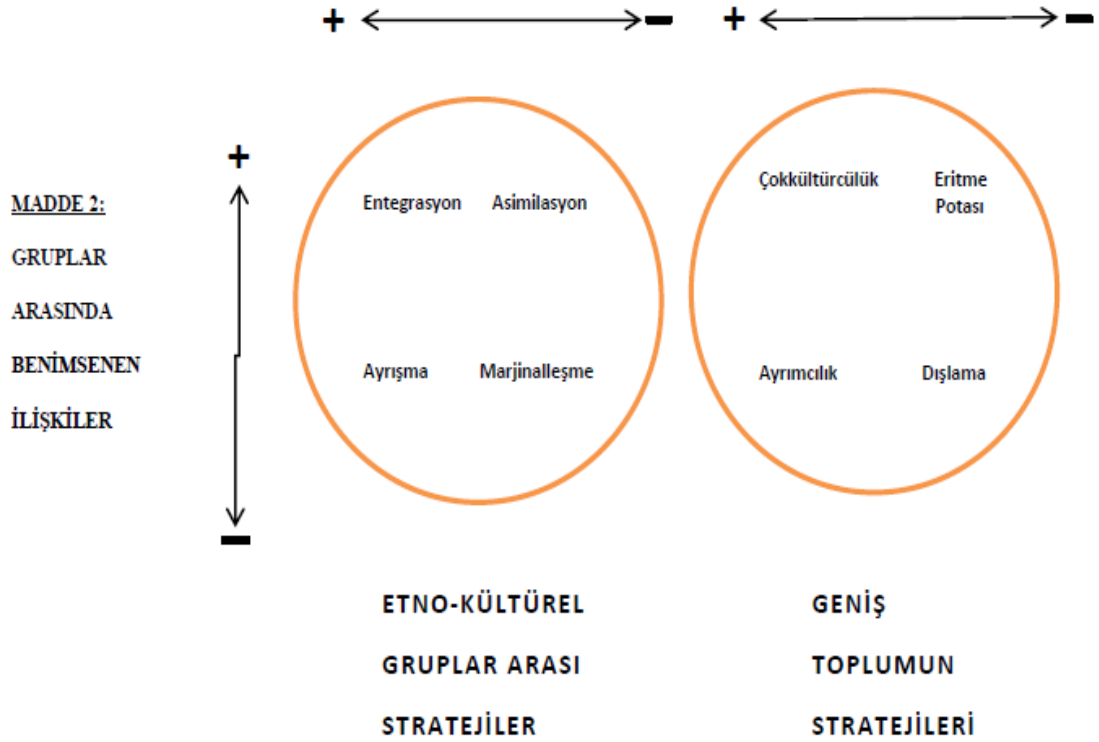 + — + —
+
MADDE 2:
GRUPLAR
ARASINDA
BENİMSENEN
İLİŞKİLER
—
Entegrasyon Asimilasyon
Ayrışma Marjinalleşme
Çokkültürcülük Eritme
Potası
Ayrımcılık Dışlama
ETNO-KÜLTÜREL
GRUPLAR ARASI
STRATEJİLER
GENİŞ
TOPLUMUN
STRATEJİLERİ